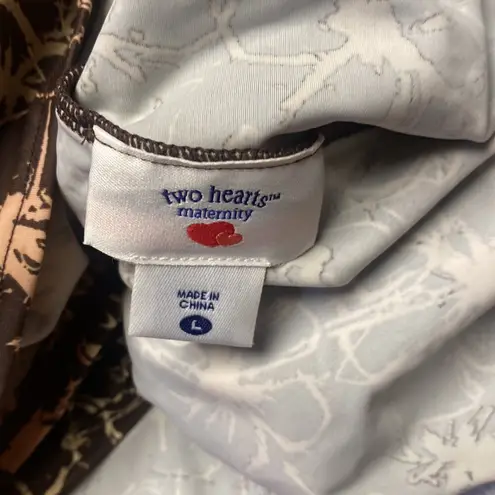 two hearts™
maternity
MADE IN
CHINA
L